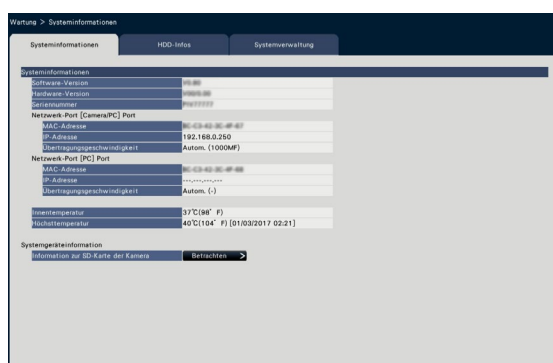 Wartung > Systeminformationen
Systeminformationen HDD-Infos Systemverwaltung
Systeminformationen
Software-Version
Hardware-Version
Seriennummer
Netzwerk-Port [Camera/PC] Port
MAC-Adresse
IP-Adresse 192.168.0.250
Übertragungsgeschwindigkeit Autom. (1000MF)
Netzwerk-Port [PC] Port
MAC-Adresse
IP-Adresse ---.---.---.---
Übertragungsgeschwindigkeit Autom. (-)
Innentemperatur 37℃(98°F)
Höchsttemperatur 40℃(104°F) [01/03/2017 02:21]
Systemgeräteinformation
Information zur SD-Karte der Kamera Betrachten >